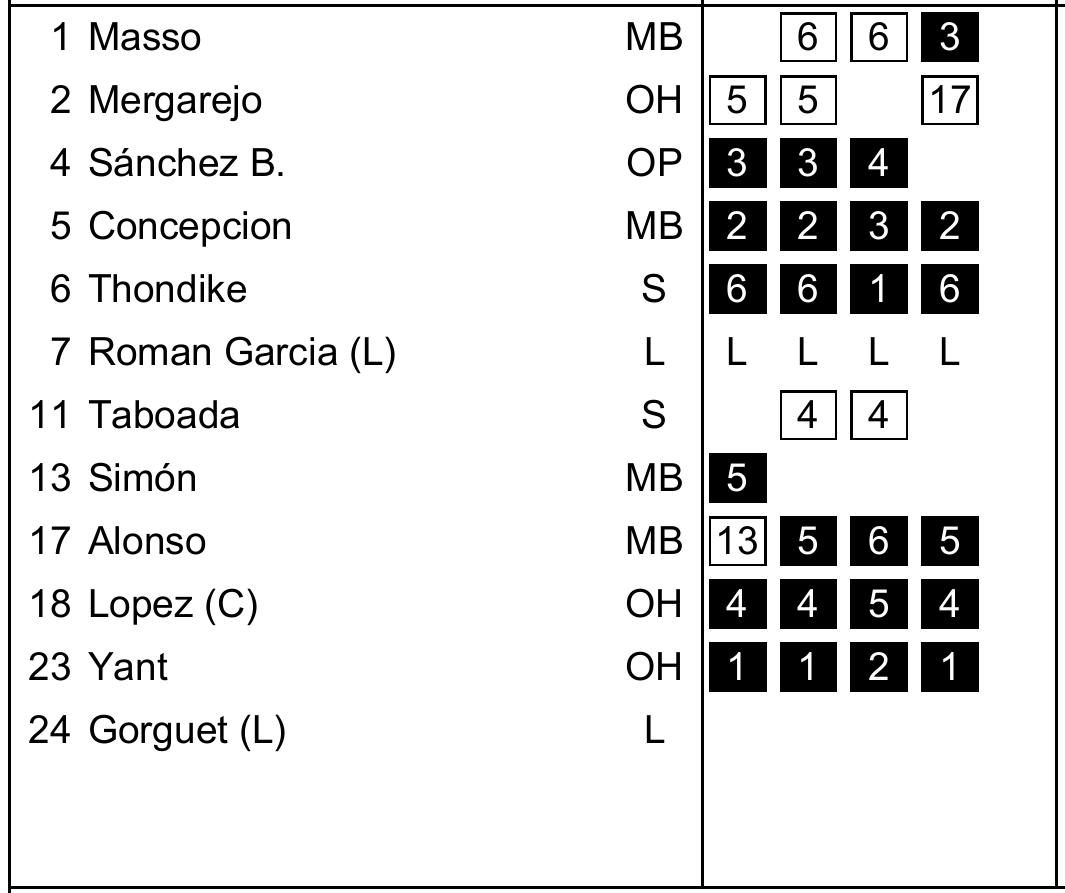 1 Masso MB 6 6 3
2 Mergarejo OH 5 5 17
4 Sánchez B. OP 3 3 4
5 Concepcion MB 2 2 3 2
6 Thondike S 6 6 1 6
7 Roman Garcia (L) L L L L L
11 Taboada S 4 4
13 Simón MB 5
17 Alonso MB 13 5 6 5
18 Lopez (C) OH 4 4 5 4
23 Yant OH 1 1 2 1
24 Gorguet (L) L